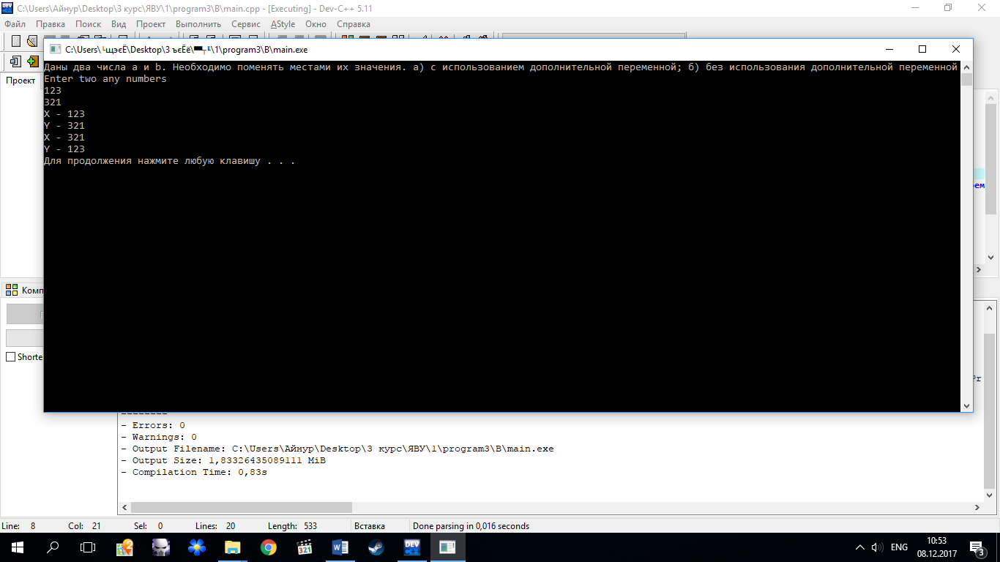 C:\Users\Айнур\Desktop\3 курс\ЯВУ\1\program3\B\main.cpp - [Executing] - Dev-C++ 5.11
Файл Правка Поиск Вид Проект Выполнить Сервис AStyle Окно Справка
C:\Users\└щэєЁ\Desktop\3 ъєЁё\▀┬╙\1\program3\B\main.exe
Проект
Даны два числа a и b. Необходимо поменять местами их значения. а) с использованием дополнительной переменной; б) без использования дополнительной переменной
Enter two any numbers
123
321
X - 123
Y - 321
X - 321
Y - 123
Для продолжения нажмите любую клавишу . . .
Комп
Shorte
- Errors: 0
- Warnings: 0
- Output Filename: C:\Users\Айнур\Desktop\3 курс\ЯВУ\1\program3\B\main.exe
- Output Size: 1,83326435089111 MiB
- Compilation Time: 0,83s
Line: 8 Col: 21 Sel: 0 Lines: 20 Length: 533 Вставка Done parsing in 0,016 seconds
321
DEV
ENG
10:53
08.12.2017
3